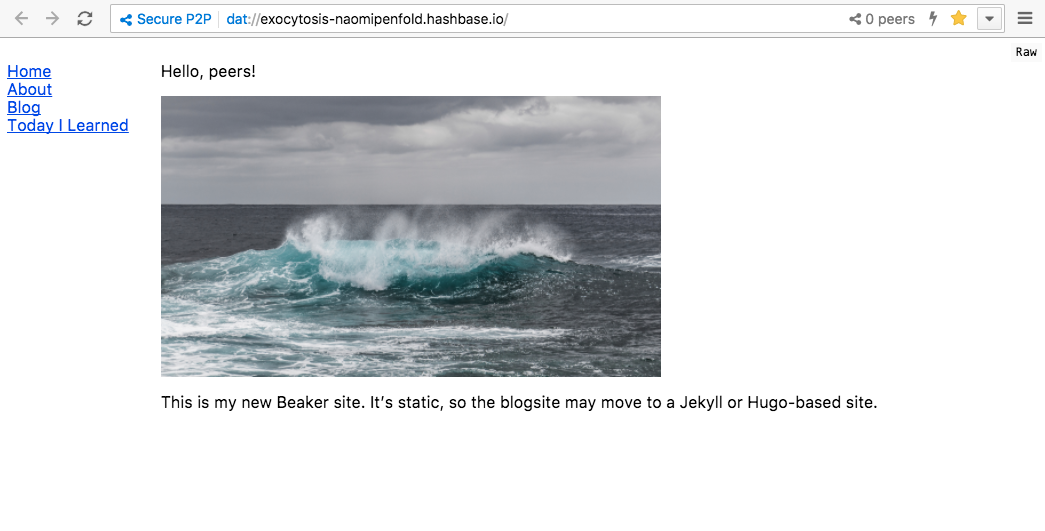 Secure P2P dat://exocytosis-naomipenfold.hashbase.io/ 0 peers
Raw
Home
About
Blog
Today I Learned
Hello, peers!
This is my new Beaker site. It’s static, so the blogsite may move to a Jekyll or Hugo-based site.